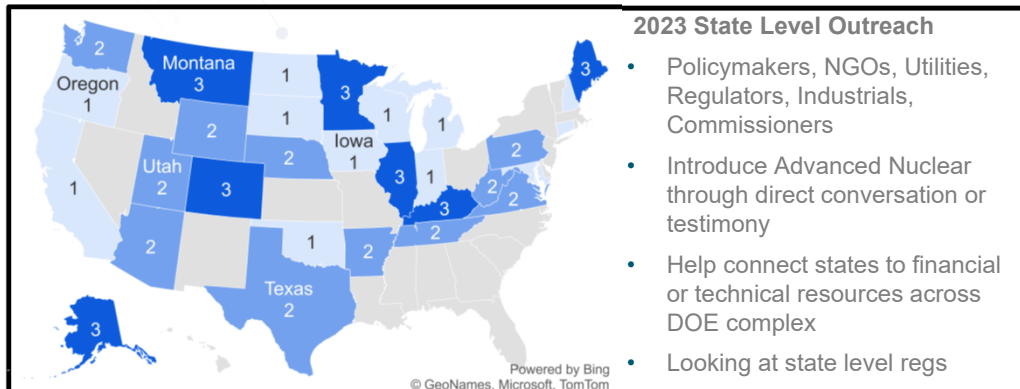 2
Montana
3
1
3
3
Oregon
1
2
1
1
1
Iowa
1
Utah
2
2
3
3
1
2
2
2
3
1
2
2
1
2
Texas
2
3
Powered by Bing
© GeoNames, Microsoft, TomTom
2023 State Level Outreach
• Policymakers, NGOs, Utilities,
Regulators, Industrials,
Commissioners
• Introduce Advanced Nuclear
through direct conversation or
testimony
• Help connect states to financial
or technical resources across
DOE complex
• Looking at state level regs